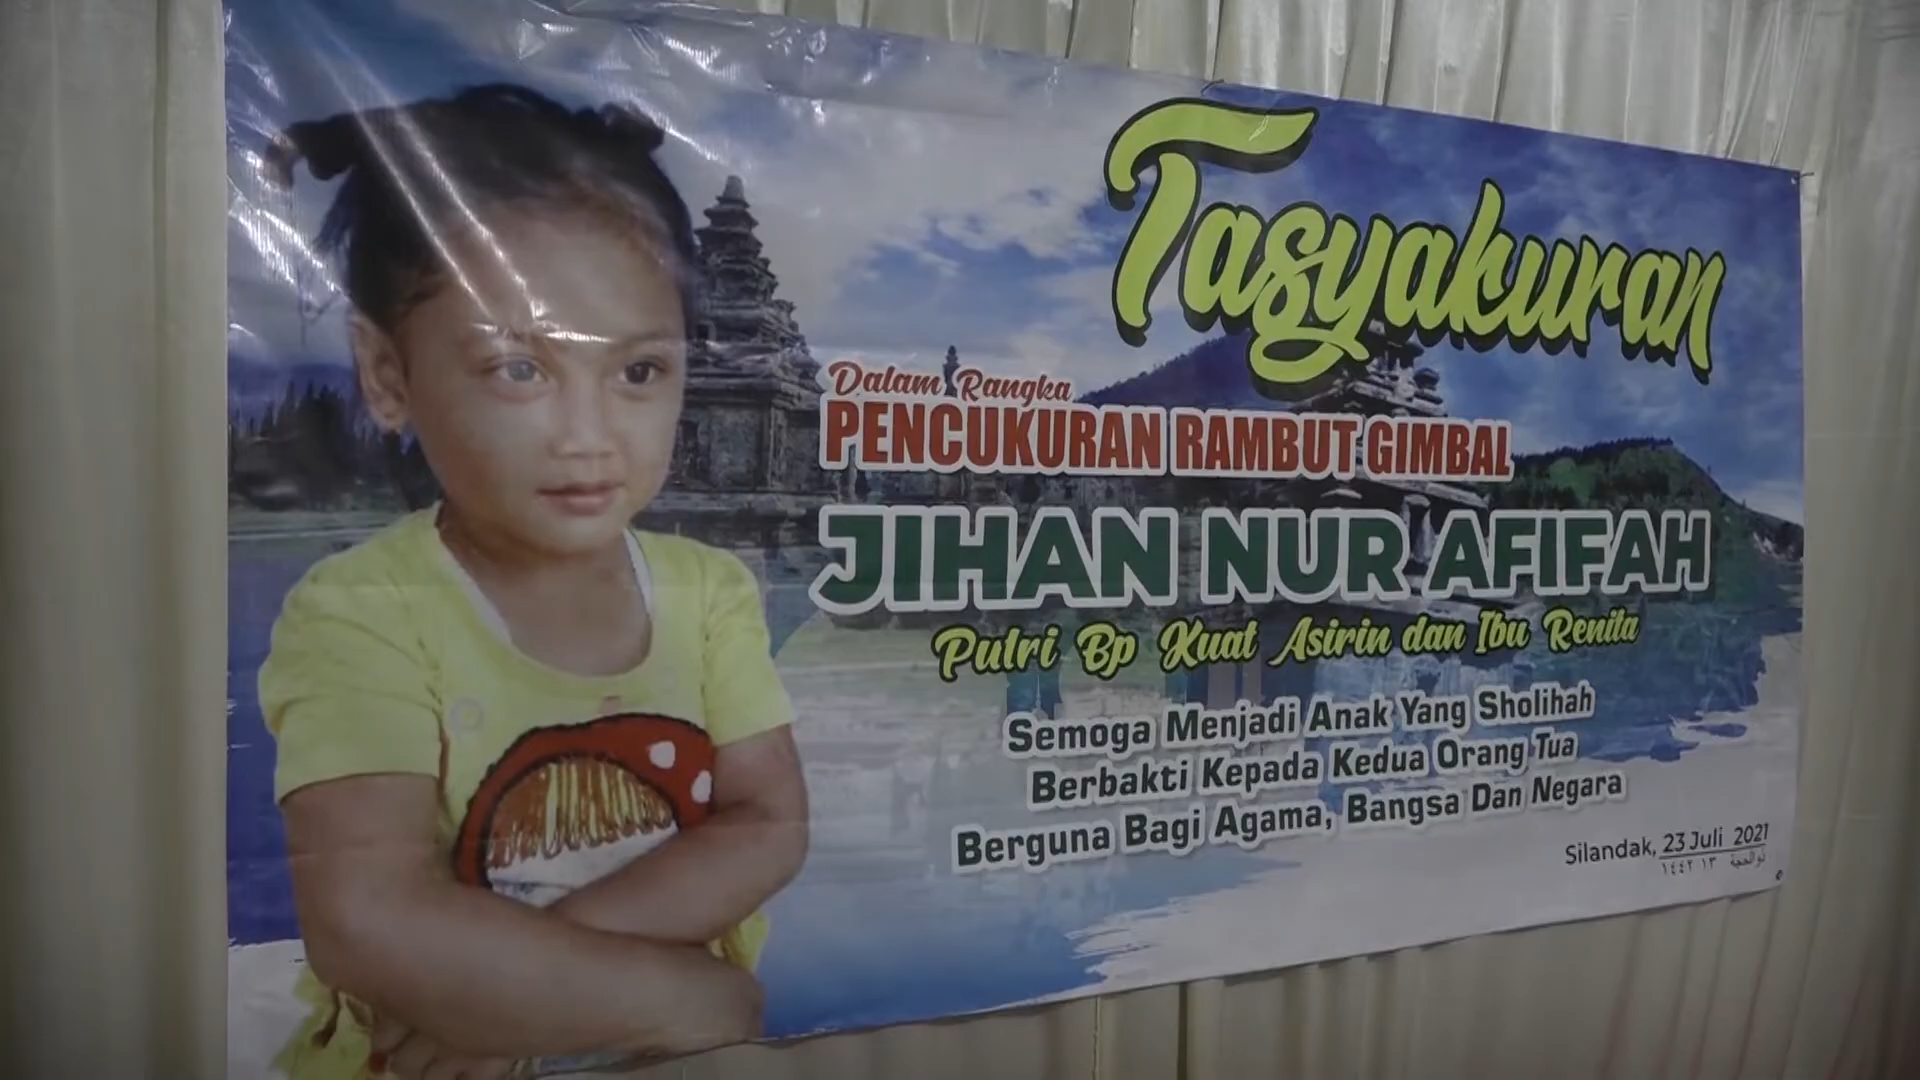 Tasyakuran
Dalam Rangka
PENCUKURAN RAMBUT GIMBAL
JIHAN NUR AFIFAH
Putri Bp Kuat Asirin dan Ibu Renita
Semoga Menjadi Anak Yang Sholihah
Berbakti Kepada Kedua Orang Tua
Berguna Bagi Agama, Bangsa Dan Negara
Silandak, 23 Juli 2021